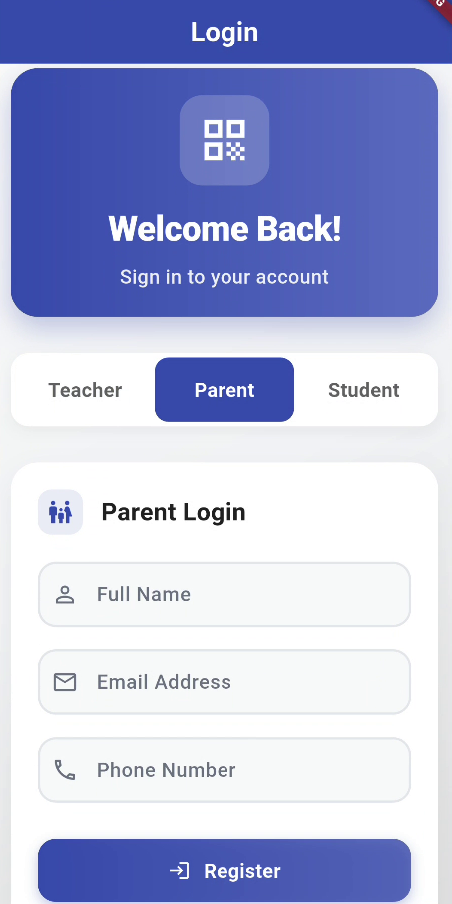 Login
Welcome Back!
Sign in to your account
Teacher Parent Student
Parent Login
Full Name
Email Address
Phone Number
Register